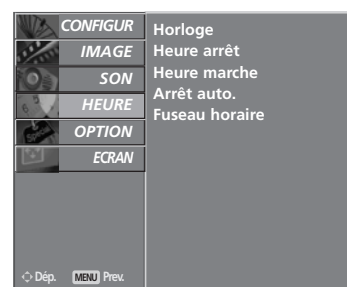 CONFIGUR
IMAGE
SON
HEURE
OPTION
ECRAN
Horloge
Heure arrêt
Heure marche
Arrêt auto.
Fuseau horaire
Dép. MENU Prev.